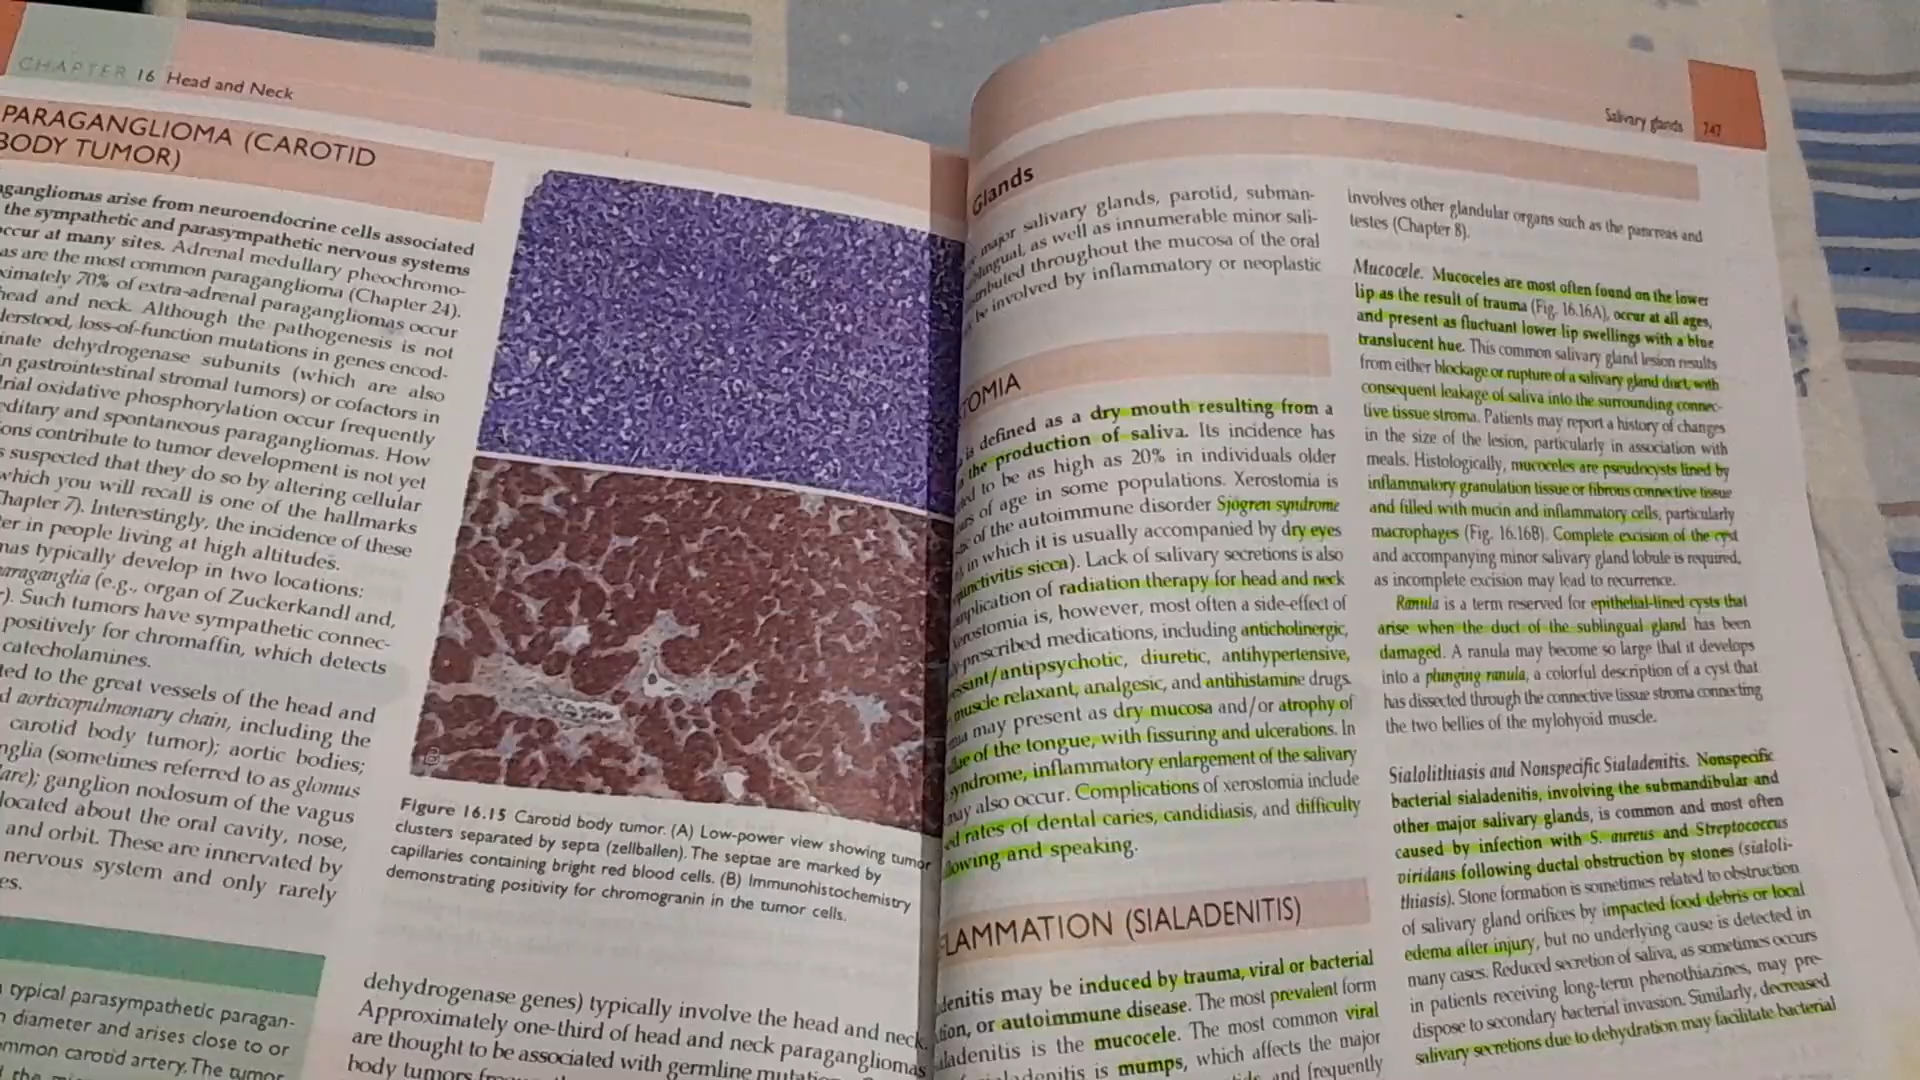 CHAPTER 16 Head and Neck
PARAGANGLIOMA (CAROTID
BODY TUMOR)
gangliomas arise from neuroendocrine cells associated
the sympathetic and parasympathetic nervous systems
ccur at many sites. Adrenal medullary pheochromo-
as are the most common paraganglioma (Chapter 24).
ximately 70% of extra-adrenal paragangliomas occur
head and neck. Although the pathogenesis is not
derstood, loss-of-function mutations in genes encod-
inate dehydrogenase subunits (which are also
in gastrointestinal stromal tumors) or cofactors in
drial oxidative phosphorylation occur frequently
editary and spontaneous paragangliomas. How
ons contribute to tumor development is not yet
s suspected that they do so by altering cellular
which you will recall is one of the hallmarks
Chapter 7). Interestingly, the incidence of these
er in people living at high altitudes.
mas typically develop in two locations:
araganglia (e.g., organ of Zuckerkandl and,
). Such tumors have sympathetic connec-
positively for chromaffin, which detects
catecholamines.
ted to the great vessels of the head and
d aorticopulmonary chain, including the
carotid body tumor); aortic bodies;
nglia (sometimes referred to as glomus
lare); ganglion nodosum of the vagus
located about the oral cavity, nose,
and orbit. These are innervated by
nervous system and only rarely
es.
typical parasympathetic paragan-
diameter and arises close to or
mmon carotid artery. The tumor
B
Figure 16.15 Carotid body tumor. (A) Low-power view showing tumor
clusters separated by septa (zellballen). The septae are marked by
capillaries containing bright red blood cells. (B) Immunohistochemistry
demonstrating positivity for chromogranin in the tumor cells.
dehydrogenase genes) typically involve the head and neck.
Approximately one-third of head and neck paragangliomas
are thought to be associated with germline
body tumors
Salivary glands 747
Glands
major salivary glands, parotid, subman-
blingual, as well as innumerable minor sali-
tributed throughout the mucosa of the oral
be involved by inflammatory or neoplastic
TOMIA
is defined as a dry mouth resulting from a
the production of saliva. Its incidence has
to be as high as 20% in individuals older
of age in some populations. Xerostomia is
of the autoimmune disorder Sjögren syndrome
in which it is usually accompanied by dry eyes
unctivitis sicca). Lack of salivary secretions is also
mplication of radiation therapy for head and neck
erostomia is, however, most often a side-effect of
prescribed medications, including anticholinergic,
essant/antipsychotic, diuretic, antihypertensive,
muscle relaxant, analgesic, and antihistamine drugs.
may present as dry mucosa and/or atrophy of
of the tongue, with fissuring and ulcerations. In
syndrome, inflammatory enlargement of the salivary
may also occur. Complications of xerostomia include
ed rates of dental caries, candidiasis, and difficulty
lowing and speaking.
LAMMATION (SIALADENITIS)
denitis may be induced by trauma, viral or bacterial
tion, or autoimmune disease. The most prevalent form
aladenitis is the mucocele. The most common viral
ialadenitis is mumps, which affects the major
and frequently
involves other glandular organs such as the pancreas and
testes (Chapter 8).
Mucocele. Mucoceles are most often found on the lower
lip as the result of trauma (Fig. 16.16A), occur at all ages,
and present as fluctuant lower lip swellings with a blue
translucent hue. This common salivary gland lesion results
from either blockage or rupture of a salivary gland duct, with
consequent leakage of saliva into the surrounding connec-
tive tissue stroma. Patients may report a history of changes
in the size of the lesion, particularly in association with
meals. Histologically, mucoceles are pseudocysts lined by
inflammatory granulation tissue or fibrous connective tissue
and filled with mucin and inflammatory cells, particularly
macrophages (Fig. 16.16B). Complete excision of the cyst
and accompanying minor salivary gland lobule is required,
as incomplete excision may lead to recurrence.
Ranula is a term reserved for epithelial-lined cysts that
arise when the duct of the sublingual gland has been
damaged. A ranula may become so large that it develops
into a plunging ranula, a colorful description of a cyst that
has dissected through the connective tissue stroma connecting
the two bellies of the mylohyoid muscle.
Sialolithiasis and Nonspecific Sialadenitis. Nonspecific
bacterial sialadenitis, involving the submandibular and
other major salivary glands, is common and most often
caused by infection with S. aureus and Streptococcus
viridans following ductal obstruction by stones (sialoli-
thiasis). Stone formation is sometimes related to obstruction
of salivary gland orifices by impacted food debris or local
edema after injury, but no underlying cause is detected in
many cases. Reduced secretion of saliva, as sometimes occurs
in patients receiving long-term phenothiazines, may pre-
dispose to secondary bacterial invasion. Similarly, decreased
salivary secretions due to dehydration may facilitate bacterial